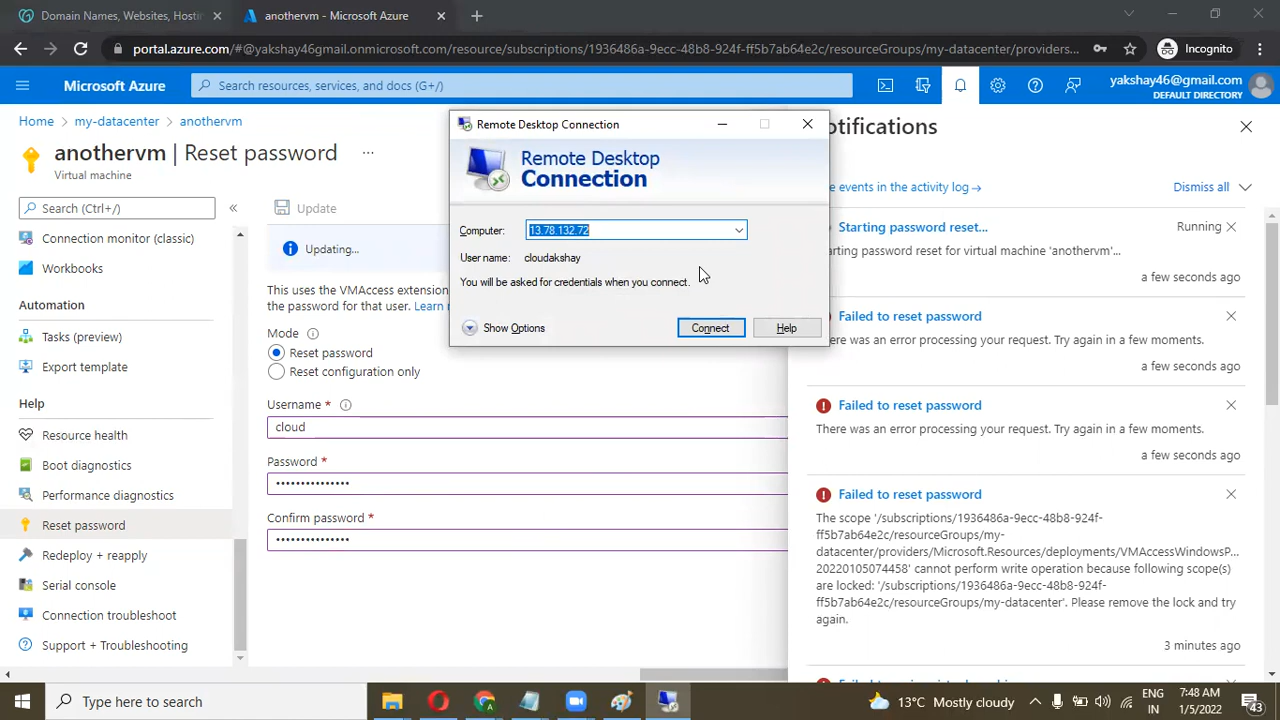 Domain Names, Websites, Hosti
anothervm - Microsoft Azure
portal.azure.com/#@yakshay46gmail.onmicrosoft.com/resource/subscriptions/1936486a-9ecc-48b8-924f-ff5b7ab64e2c/resourceGroups/my-datacenter/providers...
Incognito
Microsoft Azure
Search resources, services, and docs (G+/)
yakshay46@gmail.com
DEFAULT DIRECTORY
Home
my-datacenter
anothervm
anothervm | Reset password
...
Virtual machine
Search (Ctrl+/)
«
Connection monitor (classic)
Workbooks
Automation
Tasks (preview)
Export template
Help
Resource health
Boot diagnostics
Performance diagnostics
Reset password
Redeploy + reapply
Serial console
Connection troubleshoot
Support + Troubleshooting
Update
Updating...
This uses the VMAccess extension
the password for that user. Learn
Mode
Reset password
Reset configuration only
Username *
cloud
Password *
•••••••••••••••
Confirm password *
•••••••••••••••
Remote Desktop Connection
Remote Desktop
Connection
Computer:
13.78.132.72
User name:
cloudakshay
You will be asked for credentials when you connect.
Show Options
Connect
Help
otifications
e events in the activity log →
Dismiss all
Starting password reset...
Running
arting password reset for virtual machine 'anothervm'...
a few seconds ago
Failed to reset password
There was an error processing your request. Try again in a few moments.
a few seconds ago
Failed to reset password
There was an error processing your request. Try again in a few moments.
a few seconds ago
Failed to reset password
The scope '/subscriptions/1936486a-9ecc-48b8-924f-
ff5b7ab64e2c/resourceGroups/my-
datacenter/providers/Microsoft.Resources/deployments/VMAccessWindowsP...
20220105074458' cannot perform write operation because following scope(s)
are locked: '/subscriptions/1936486a-9ecc-48b8-924f-
ff5b7ab64e2c/resourceGroups/my-datacenter'. Please remove the lock and try
again.
3 minutes ago
Type here to search
13°C Mostly cloudy
ENG
IN
7:48 AM
1/5/2022
43